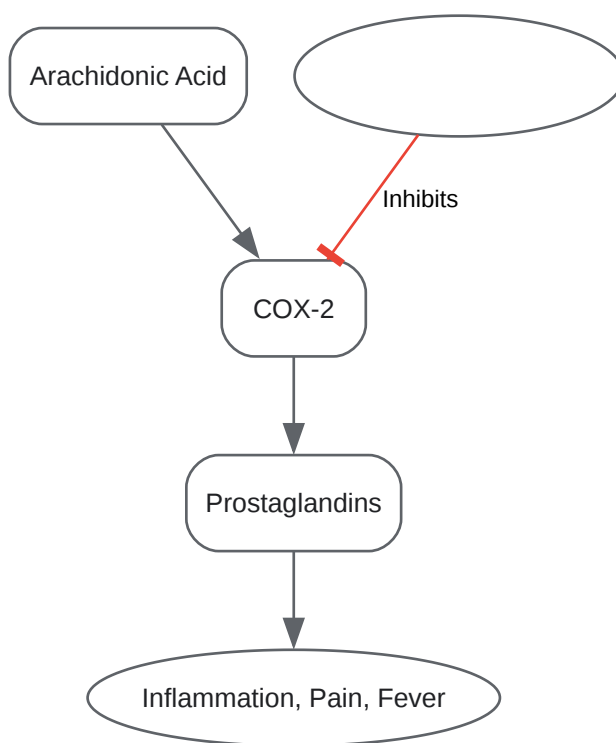 Arachidonic Acid
Inhibits
COX-2
Prostaglandins
Inflammation, Pain, Fever